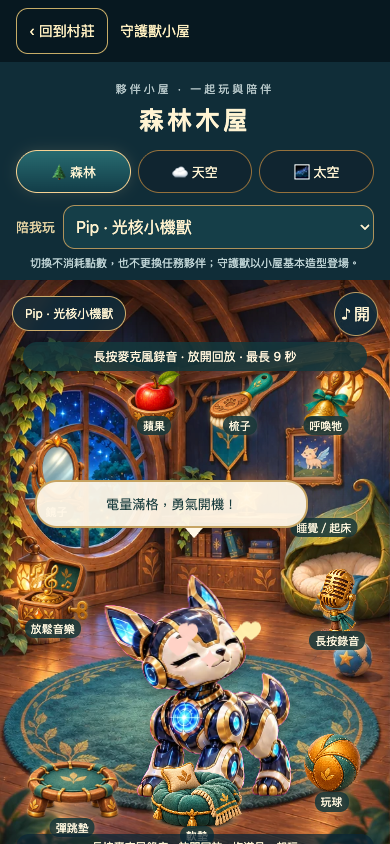 ‹ 回到村莊
守護獸小屋
夥伴小屋 · 一起玩與陪伴
森林木屋
森林
天空
太空
陪我玩
Pip · 光核小機獸
切換不消耗點數，也不更換任務夥伴；守護獸以小屋基本造型登場。
Pip · 光核小機獸
♪ 開
長按麥克風錄音 · 放開回放 · 最長 9 秒
蘋果
梳子
呼喚牠
電量滿格，勇氣開機！
睡覺 / 起床
放鬆音樂
長按錄音
玩球
彈跳墊
軟墊